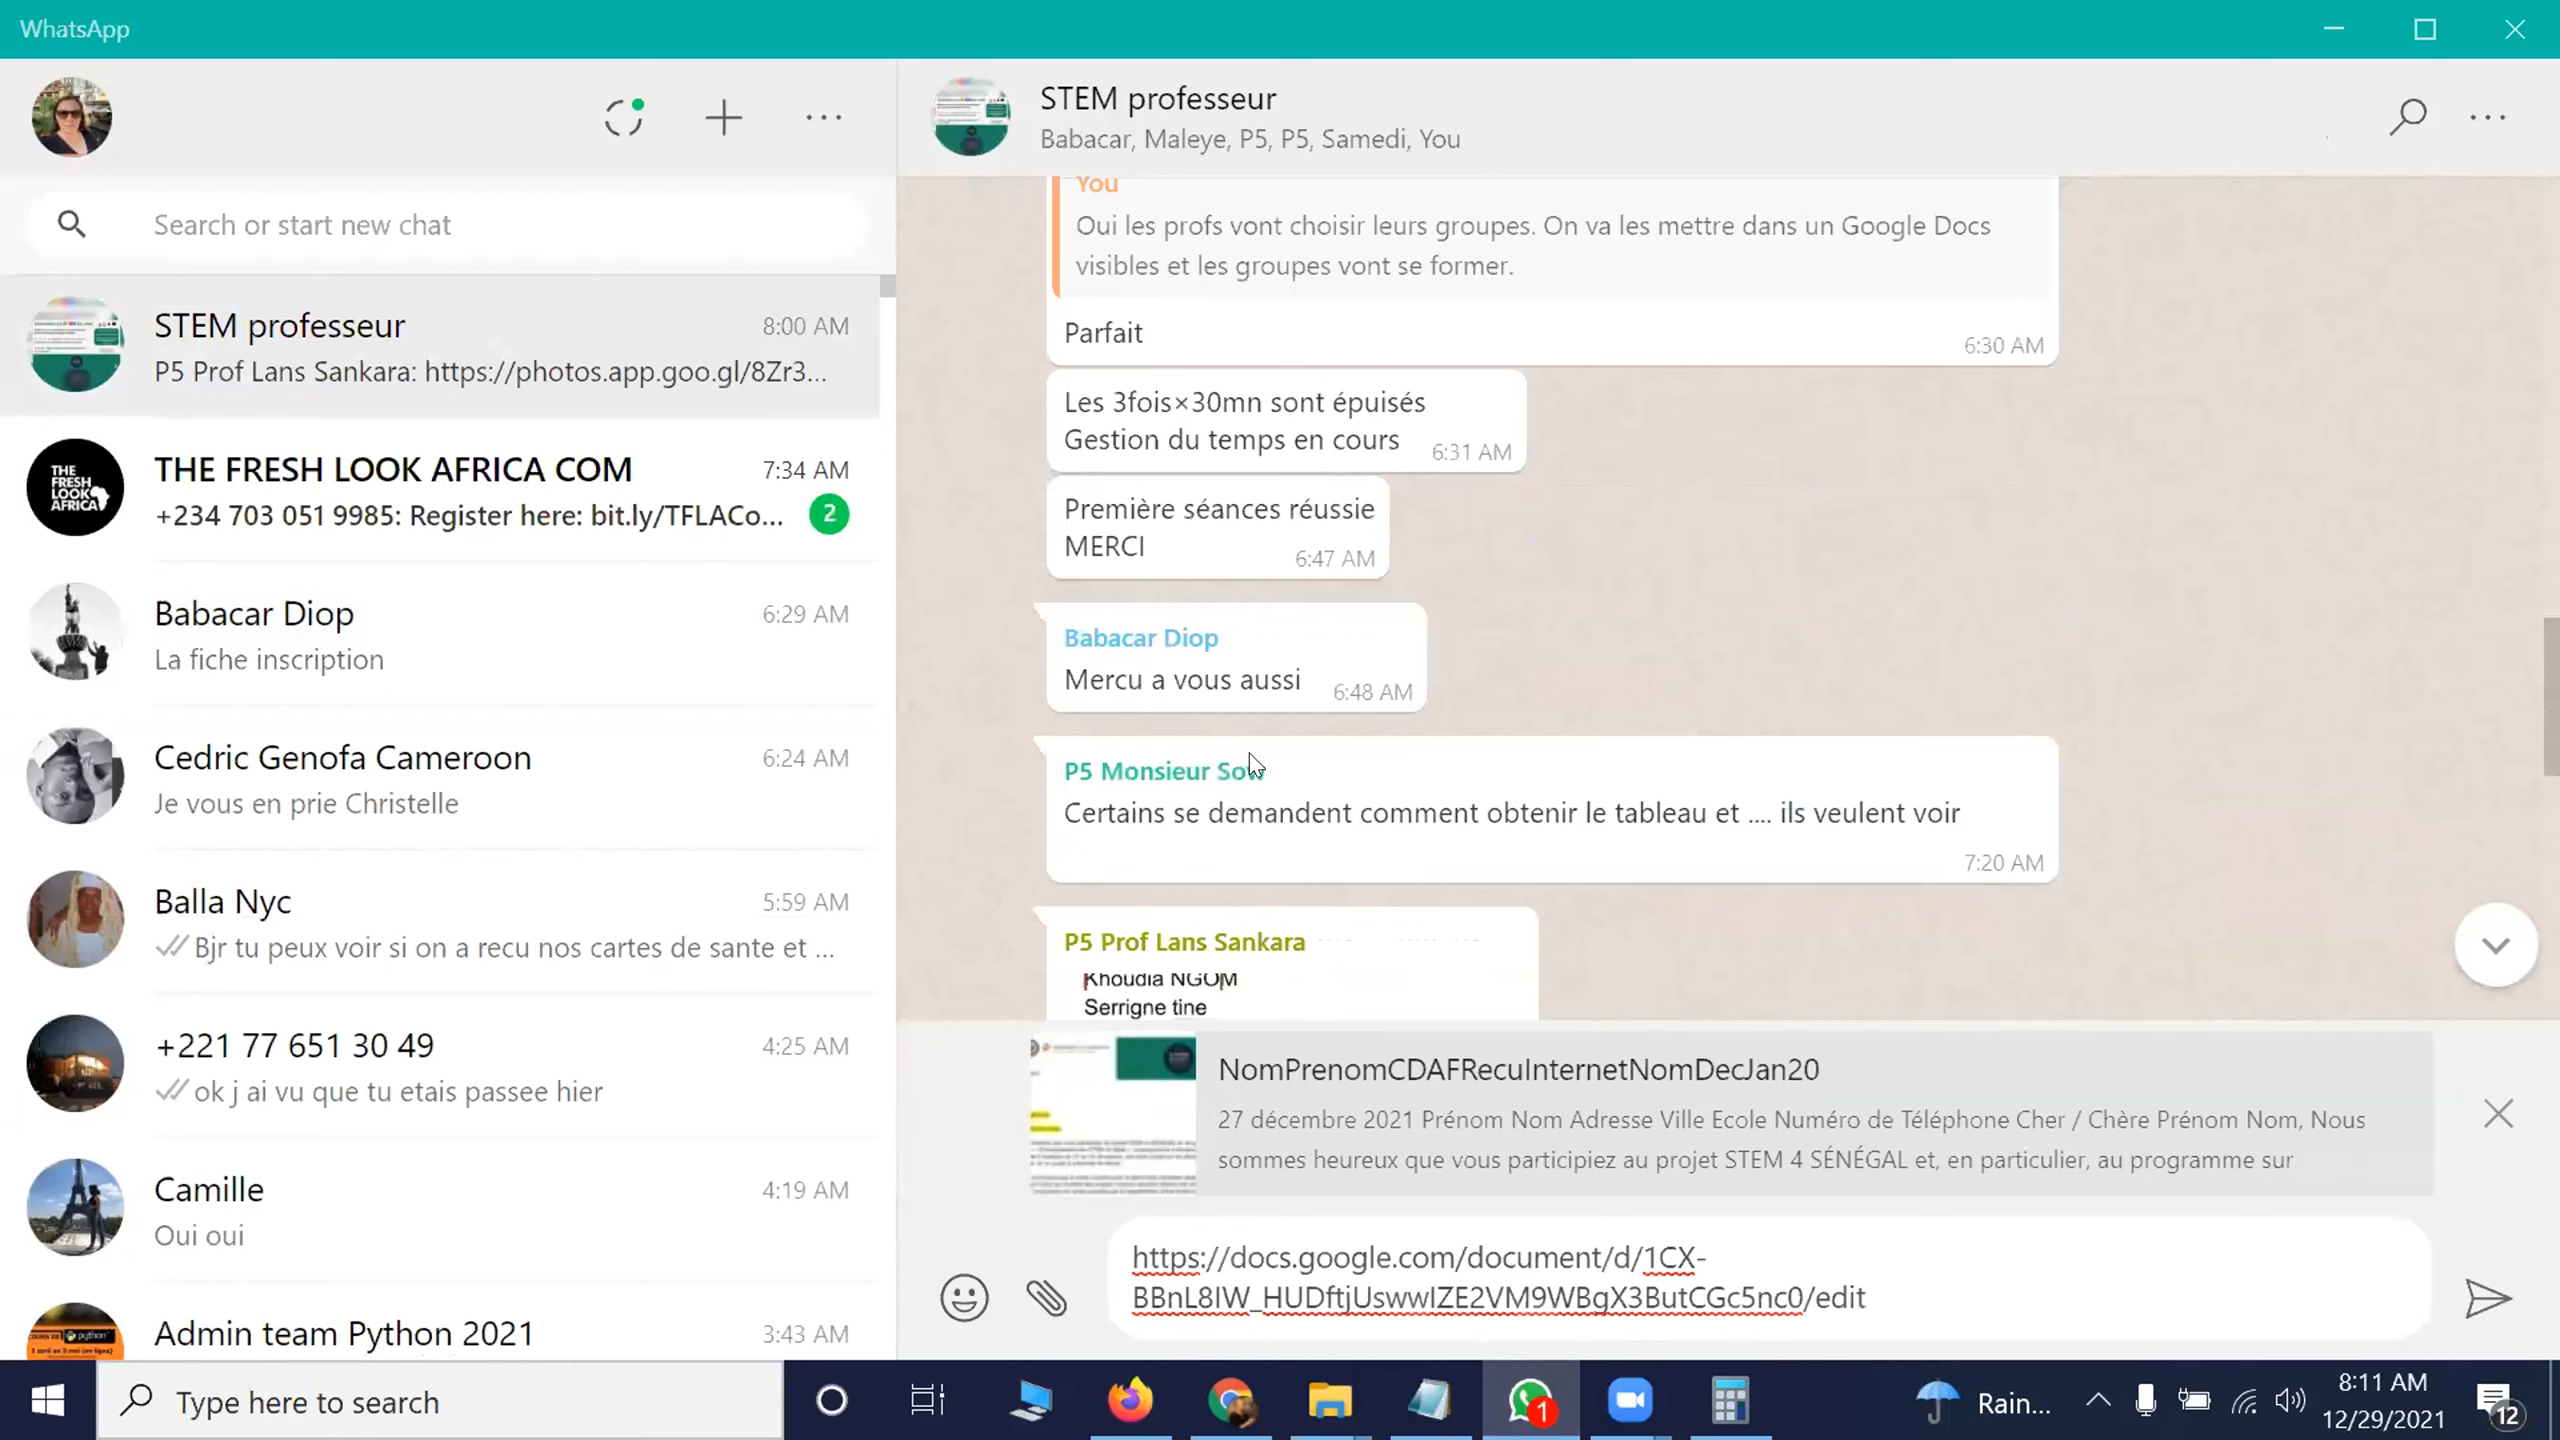 WhatsApp
Search or start new chat
STEM professeur 8:00 AM
P5 Prof Lans Sankara: https://photos.app.goo.gl/8Zr3...
THE FRESH LOOK AFRICA
THE FRESH LOOK AFRICA COM 7:34 AM
+234 703 051 9985: Register here: bit.ly/TFLACo... 2
Babacar Diop 6:29 AM
La fiche inscription
Cedric Genofa Cameroon 6:24 AM
Je vous en prie Christelle
Balla Nyc 5:59 AM
Bjr tu peux voir si on a recu nos cartes de sante et ...
+221 77 651 30 49 4:25 AM
ok j ai vu que tu etais passee hier
Camille 4:19 AM
Oui oui
Admin team Python 2021 3:43 AM
STEM professeur
Babacar, Maleye, P5, P5, Samedi, You
You
Oui les profs vont choisir leurs groupes. On va les mettre dans un Google Docs
visibles et les groupes vont se former.
Parfait
6:30 AM
Les 3fois×30mn sont épuisés
Gestion du temps en cours 6:31 AM
Première séances réussie
MERCI 6:47 AM
Babacar Diop
Mercu a vous aussi 6:48 AM
P5 Monsieur Sow
Certains se demandent comment obtenir le tableau et .... ils veulent voir
7:20 AM
P5 Prof Lans Sankara
Khoudia NGOM
Serrigne tine
NomPrenomCDAFRecuInternetNomDecJan20
27 décembre 2021 Prénom Nom Adresse Ville Ecole Numéro de Téléphone Cher / Chère Prénom Nom, Nous
sommes heureux que vous participiez au projet STEM 4 SÉNÉGAL et, en particulier, au programme sur
https://docs.google.com/document/d/1CX-
BBnL8IW_HUDftjUswwIZE2VM9WBgX3ButCGc5nc0/edit
Type here to search
1
Rain...
8:11 AM
12/29/2021
12